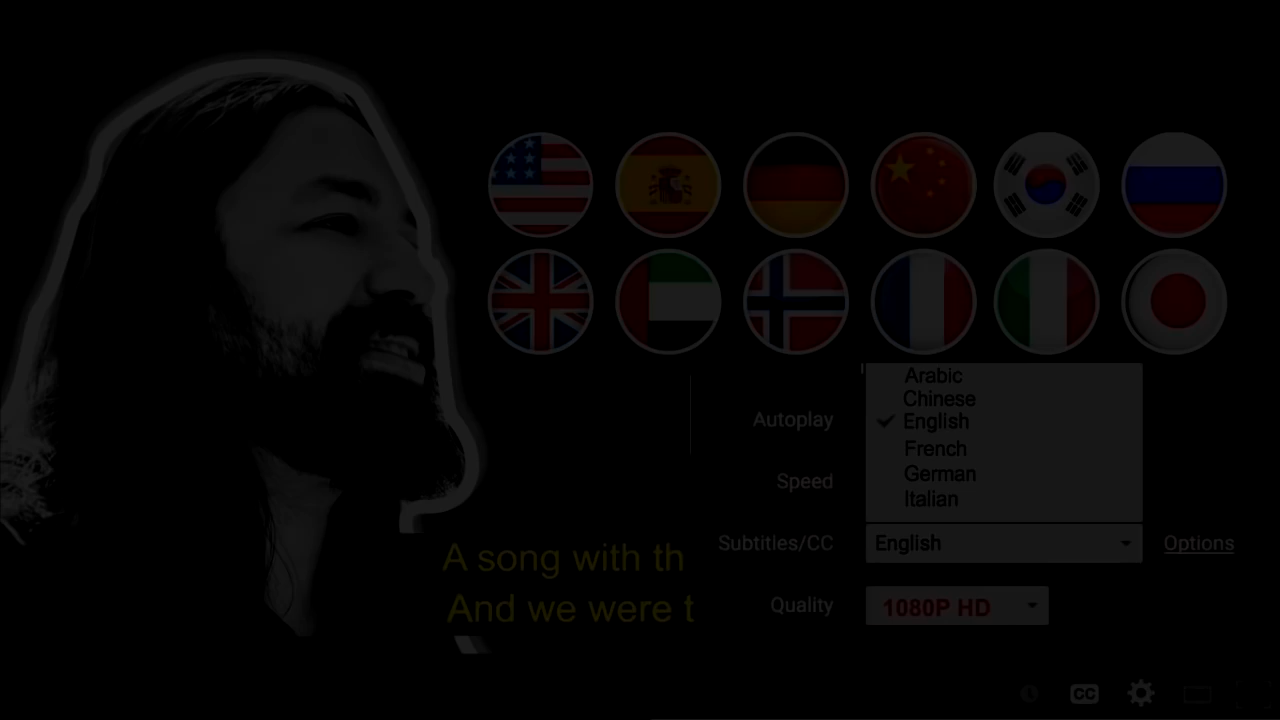 Arabic
Chinese
Autoplay
English
French
German
Speed
Italian
A song with th
Subtitles/CC
English
Options
And we were t
Quality
1080P HD
CC